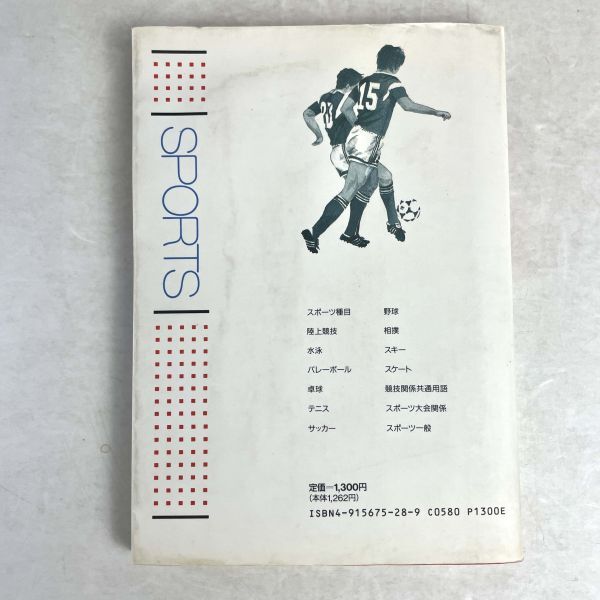 SPORTS
23
15
スポーツ種目 野球
陸上競技 相撲
水泳 スキー
バレーボール スケート
卓球 競技関係共通用語
テニス スポーツ大会関係
サッカー スポーツ一般
定価=1,300円
(本体1,262円)
ISBN4-915675-28-9 C0580 P1300E